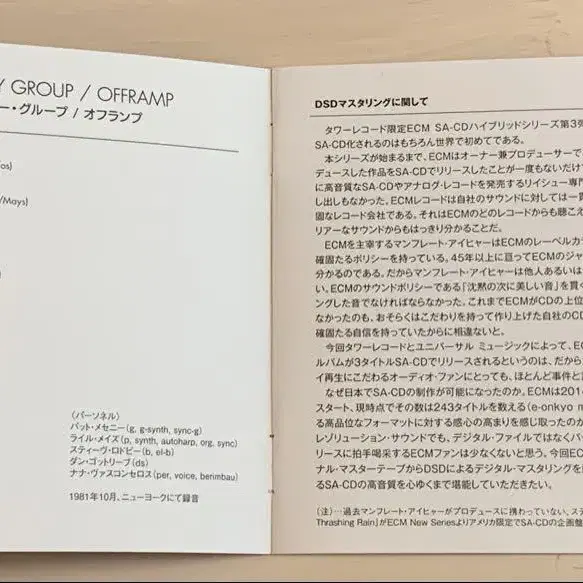 Y GROUP / OFFRAMP
ー・グループ / オフランプ
os)
/Mays)
)
〈パーソネル〉
パット・メセニー (g, g-synth, sync-g)
ライル・メイズ (p, synth, autoharp, org, sync)
スティーヴ・ロドビー (b, el-b)
ダン・ゴットリーブ (ds)
ナナ・ヴァスコンセロス (per, voice, berimbau)
1981年10月、ニューヨークにて録音
DSDマスタリングに関して
タワーレコード限定ECM SA-CDハイブリッドシリーズ第3弾
SA-CD化されるのはもちろん世界で初めてである。
本シリーズが始まるまで、ECMはオーナー兼プロデューサーで
デュースした作品をSA-CDでリリースしたことが一度もないだけで
に高音質なSA-CDやアナログ・レコードを発売するリイシュー専門
し出しもなかった。ECMレコードは自社のサウンドに対しては一貫
固なレコード会社である。それはECMのどのレコードからも聴こえ
リアーなサウンドからもはっきり分かることだ。
ECMを主宰するマンフレート・アイヒャーはECMのレーベルカラ
確固たるポリシーを持っている。45年以上に亘ってECMのジャ
分かるのである。だからマンフレート・アイヒャーは他人あるいは
い。ECMのサウンドポリシーである「沈黙の次に美しい音」を貫く
ングした音でなければならなかった。これまでECMがCDの上位
なかったのも、おそらくはこだわりを持って作り上げた自社のCD
確固たる自信を持っていたからに相違ないと。
今回タワーレコードとユニバーサル ミュージックによって、EC
ルバムが3タイトルSA-CDでリリースされるというのは、だから
イ再生にこだわるオーディオ・ファンにとっても、ほとんど事件と
なぜ日本でSA-CDの制作が可能になったのか。ECMは201
スタート、現時点でその数は243タイトルを数える（e-onkyo m
る高品位なフォーマットに対する感心の高まりを感じ取ったのか
レゾリューション・サウンドでも、デジタル・ファイルではなくパ
リースに拍手喝采するECMファンは少なくないと思う。今回EC
ナル・マスターテープからDSDによるデジタル・マスタリングを
るSA-CDの高音質を心ゆくまで堪能していただきたい。
（注）…過去マンフレート・アイヒャーがプロデュースに携わっていない、ステ
Thrashing Rain」がECM New Seriesよりアメリカ限定でSA-CDの企画盤